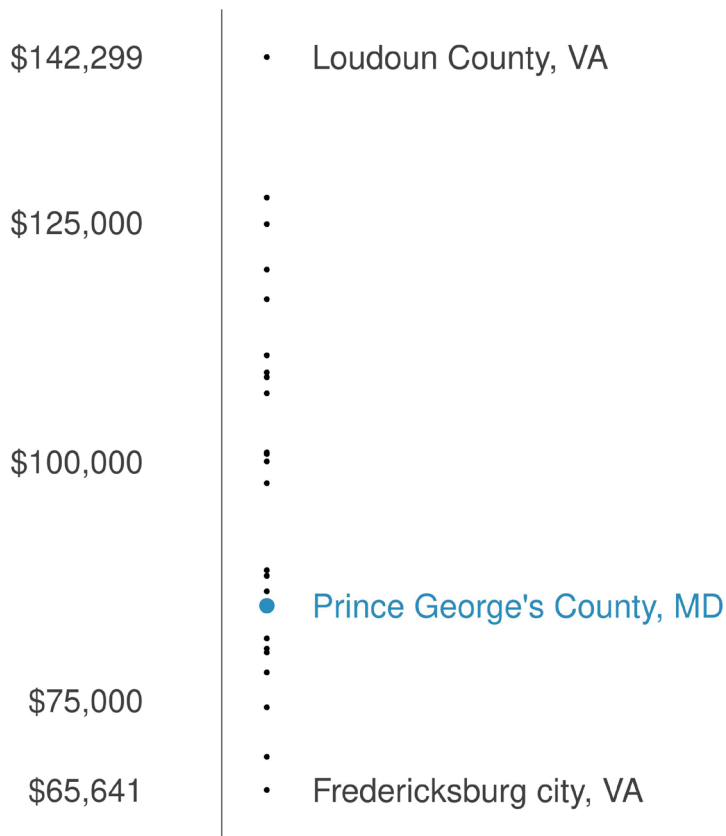 $142,299 Loudoun County, VA
$125,000
$100,000
Prince George's County, MD
$75,000
$65,641 Fredericksburg city, VA